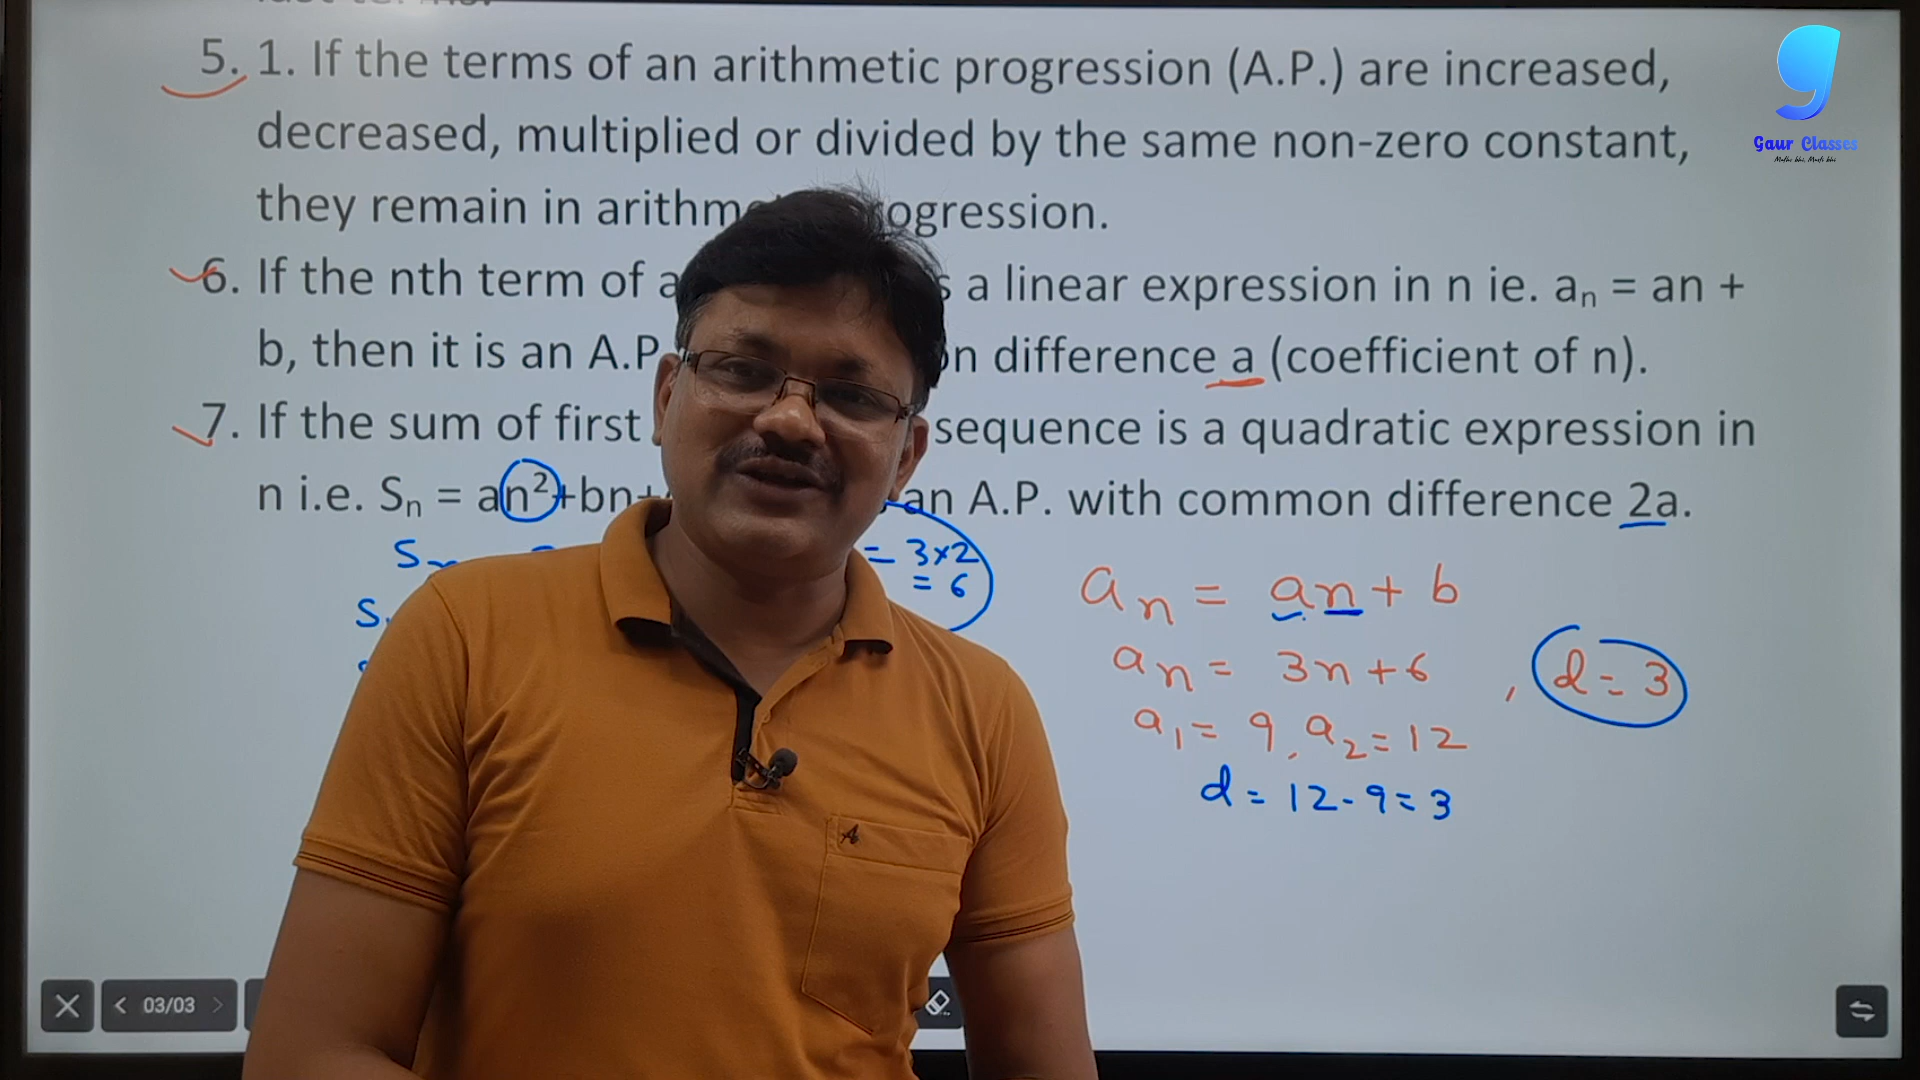 5. 1. If the terms of an arithmetic progression (A.P.) are increased,
decreased, multiplied or divided by the same non-zero constant,
they remain in ogression.
6. If the nth term of a linear expression in n ie. aₙ = an +
b, then it is an A.P. difference a (coefficient of n).
7. If the sum of first sequence is a quadratic expression in
n i.e. Sₙ = an²+bn+ an A.P. with common difference 2a.
= 3×2
= 6
aₙ = an + b
aₙ = 3n+6 , d = 3
a₁ = 9, a₂ = 12
d = 12 - 9 = 3
Gaur Classes
03/03